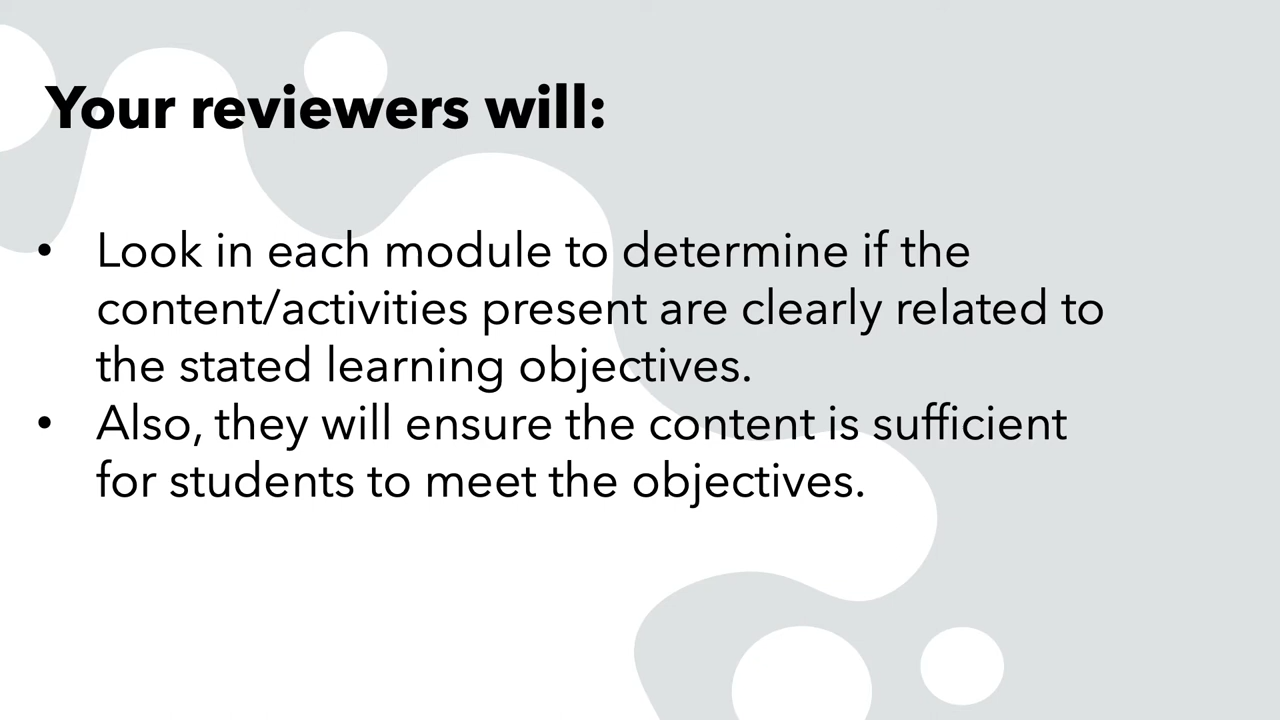 Your reviewers will:
• Look in each module to determine if the
content/activities present are clearly related to
the stated learning objectives.
• Also, they will ensure the content is sufficient
for students to meet the objectives.